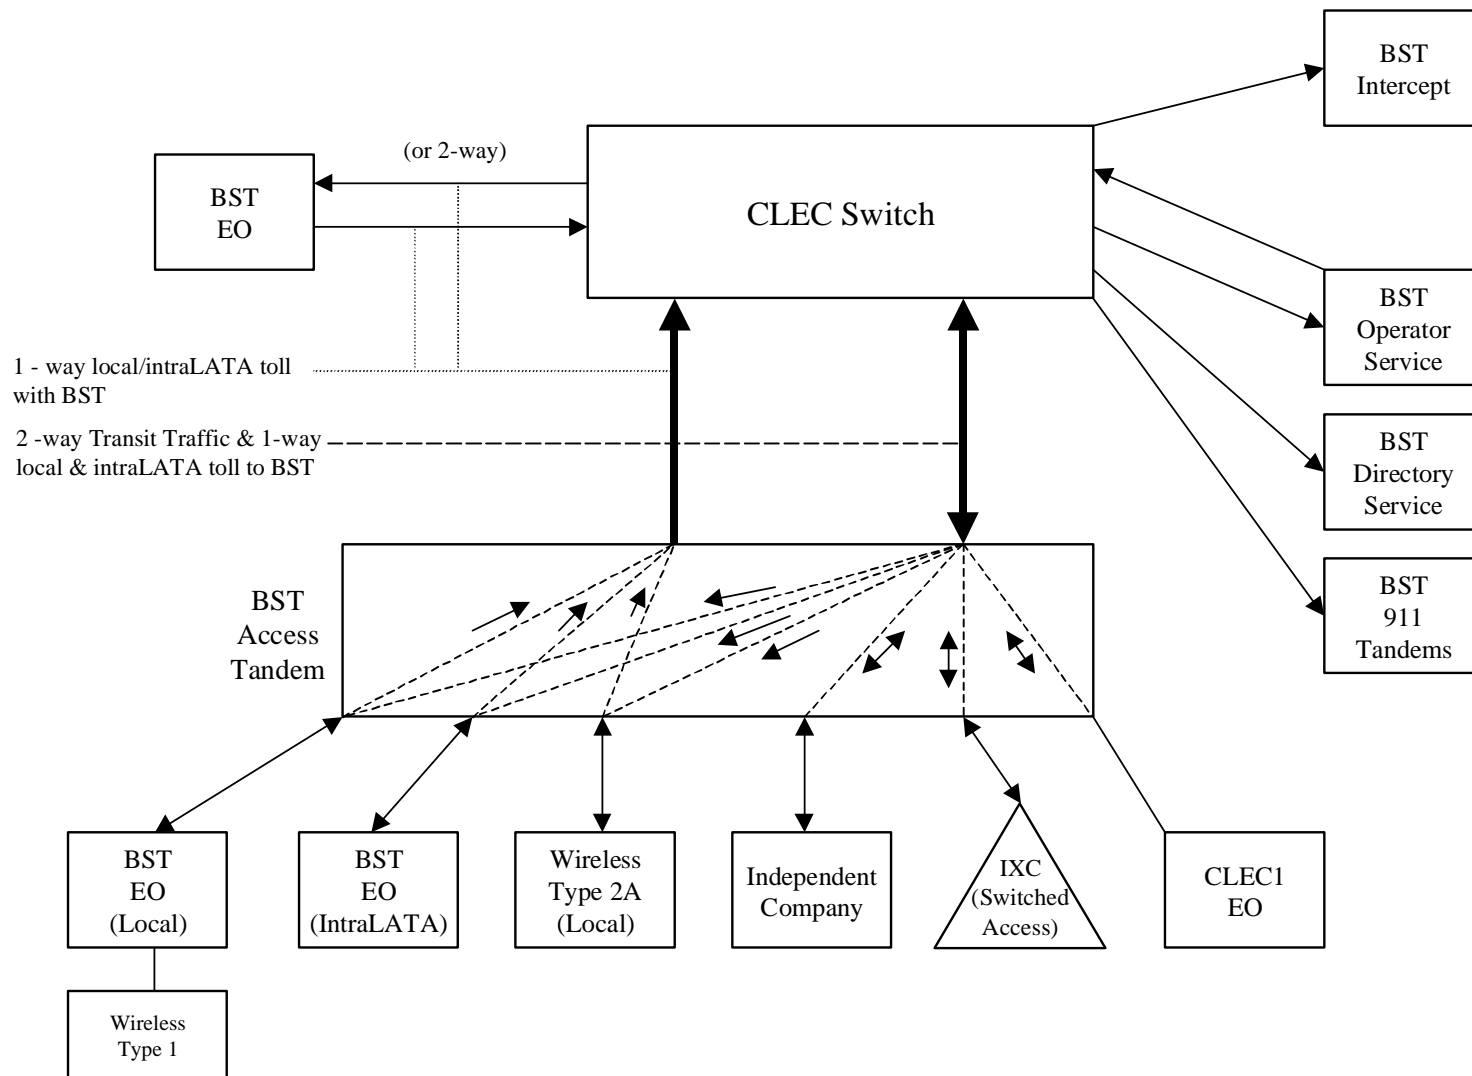 BST
Intercept
(or 2-way)
BST
EO
CLEC Switch
BST
Operator
Service
1 - way local/intraLATA toll
with BST
2 -way Transit Traffic & 1-way
local & intraLATA toll to BST
BST
Directory
Service
BST
911
Tandems
BST
Access
Tandem
BST
EO
(Local)
BST
EO
(IntraLATA)
Wireless
Type 2A
(Local)
Independent
Company
IXC
(Switched
Access)
CLEC1
EO
Wireless
Type 1